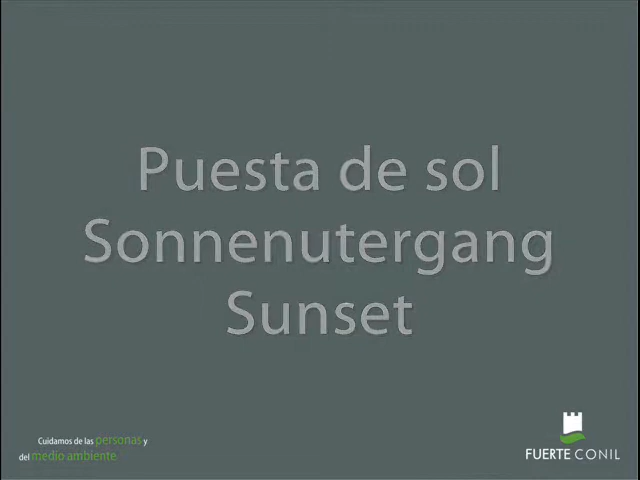 Puesta de sol
Sonnenutergang
Sunset
Cuidamos de las personas y
del medio ambiente
FUERTE CONIL